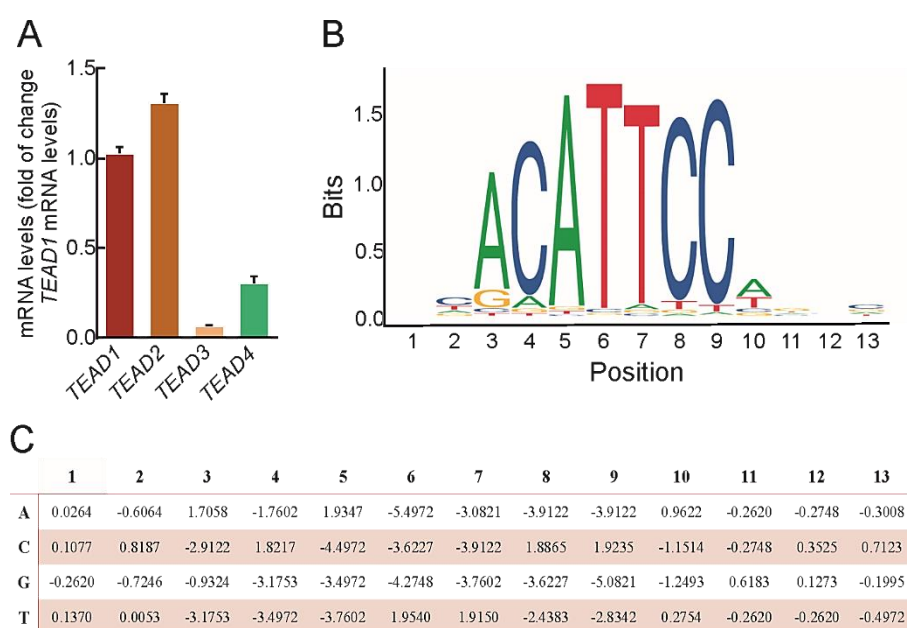 A
mRNA levels (fold of change
TEAD1 mRNA levels)
1.5
1.0
0.5
0.0
TEAD1
TEAD2
TEAD3
TEAD4
B
Bits
1.5
1.0
0.5
0.0
1 2 3 4 5 6 7 8 9 10 11 12 13
Position
ACATTCCA
G
C
1 2 3 4 5 6 7 8 9 10 11 12 13
A 0.0264 -0.6064 1.7058 -1.7602 1.9347 -5.4972 -3.0821 -3.9122 -3.9122 0.9622 -0.2620 -0.2748 -0.3008
C 0.1077 0.8187 -2.9122 1.8217 -4.4972 -3.6227 -3.9122 1.8865 1.9235 -1.1514 -0.2748 0.3525 0.7123
G -0.2620 -0.7246 -0.9324 -3.1753 -3.4972 -4.2748 -3.7602 -3.6227 -5.0821 -1.2493 0.6183 0.1273 -0.1995
T 0.1370 0.0053 -3.1753 -3.4972 -3.7602 1.9540 1.9150 -2.4383 -2.8342 0.2754 -0.2620 -0.2620 -0.4972